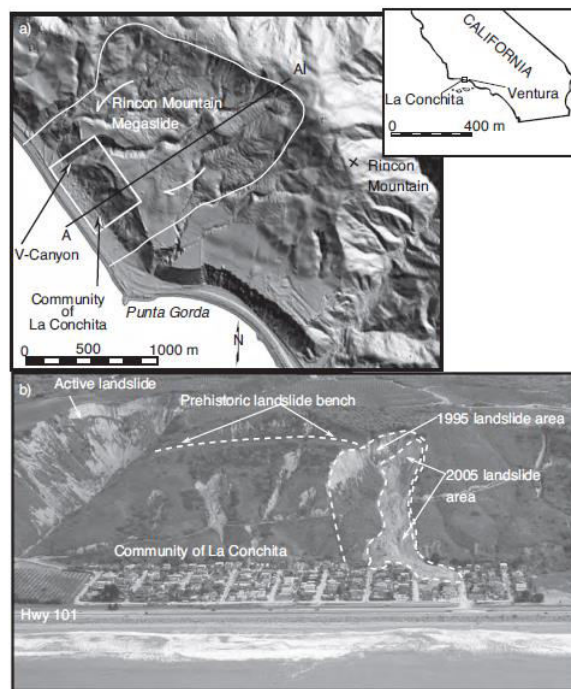 a)
AI
Rincon Mountain
Megaslide
Rincon
Mountain
A
V-Canyon
Community
of
La Conchita
Punta Gorda
0 500 1000 m
N
CALIFORNIA
La Conchita
Ventura
0 400 m
b)
Active landslide
Prehistoric landslide bench
1995 landslide area
2005 landslide
area
Community of La Conchita
Hwy 101